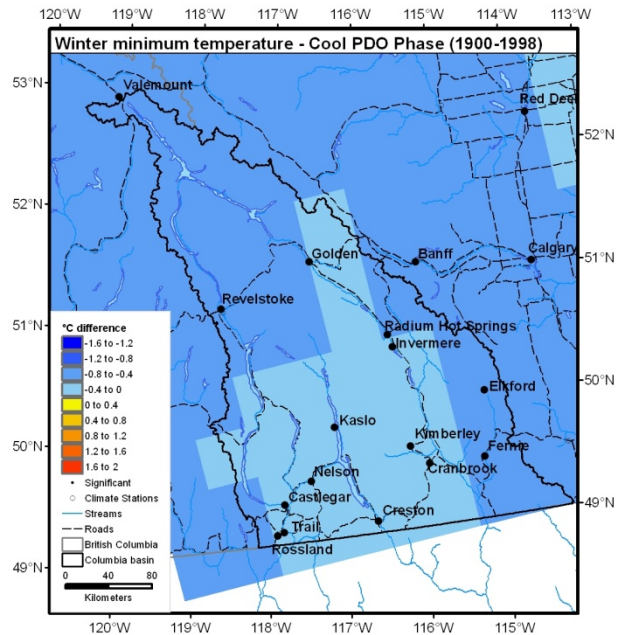 120°W 119°W 118°W 117°W 116°W 115°W 114°W 113°W
Winter minimum temperature - Cool PDO Phase (1900-1998)
53°N
Valemount
Red Deer
52°N
52°N
Golden
Banff
Calgary
51°N
Revelstoke
51°N
Radium Hot Springs
Invermere
°C difference
-1.6 to -1.2
-1.2 to -0.8
-0.8 to -0.4
-0.4 to 0
0 to 0.4
0.4 to 0.8
0.8 to 1.2
1.2 to 1.6
1.6 to 2
Significant
Climate Stations
Streams
Roads
British Columbia
Columbia basin
0 40 80
Kilometers
Elkford
50°N
Kaslo
Kimberley
50°N
Fernie
Cranbrook
Nelson
Castlegar
Creston
49°N
Trail
Rossland
49°N
120°W 119°W 118°W 117°W 116°W 115°W